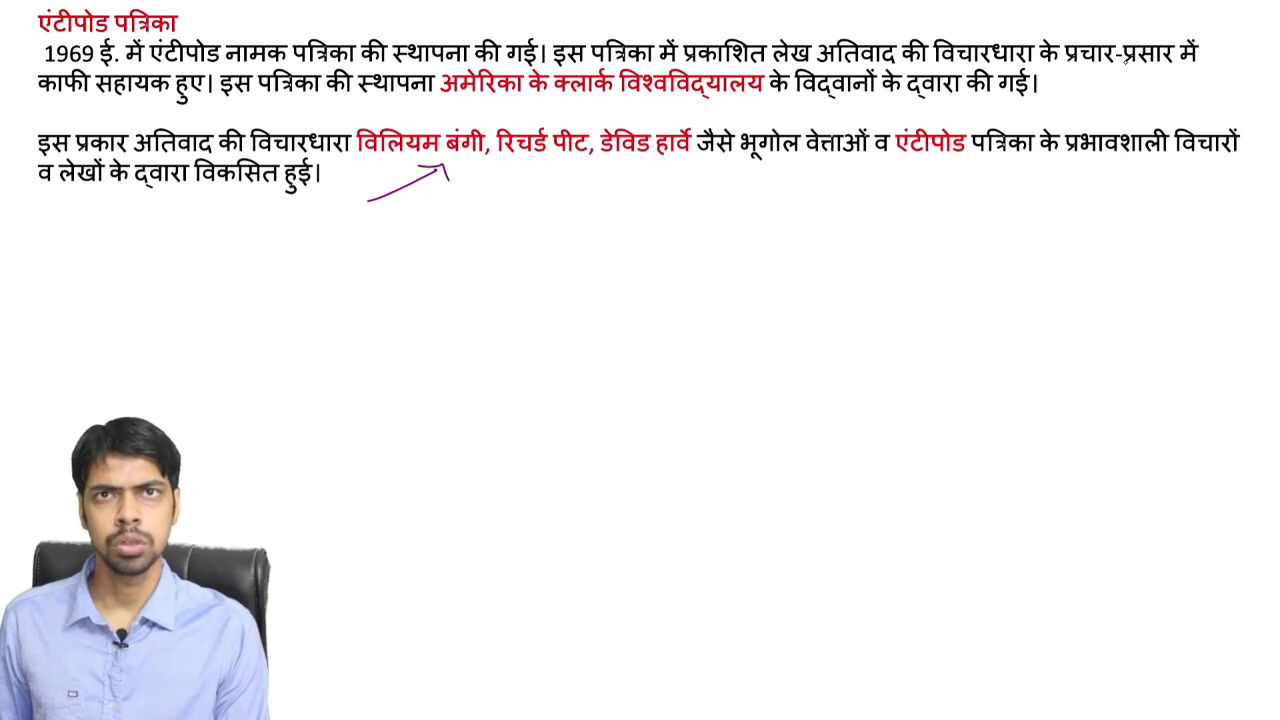 एंटीपोड पत्रिका
1969 ई. में एंटीपोड नामक पत्रिका की स्थापना की गई। इस पत्रिका में प्रकाशित लेख अतिवाद की विचारधारा के प्रचार-प्रसार में
काफी सहायक हुए। इस पत्रिका की स्थापना अमेरिका के क्लार्क विश्वविद्यालय के विद्वानों के द्वारा की गई।
इस प्रकार अतिवाद की विचारधारा विलियम बंगी, रिचर्ड पीट, डेविड हार्वे जैसे भूगोल वेत्ताओं व एंटीपोड पत्रिका के प्रभावशाली विचारों
व लेखों के द्वारा विकसित हुई।